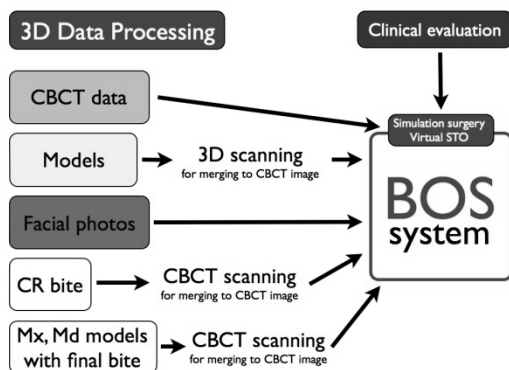 3D Data Processing
Clinical evaluation
CBCT data
Simulation surgery
Virtual STO
Models
3D scanning
for merging to CBCT image
BOS
system
Facial photos
CR bite
CBCT scanning
for merging to CBCT image
Mx, Md models
with final bite
CBCT scanning
for merging to CBCT image